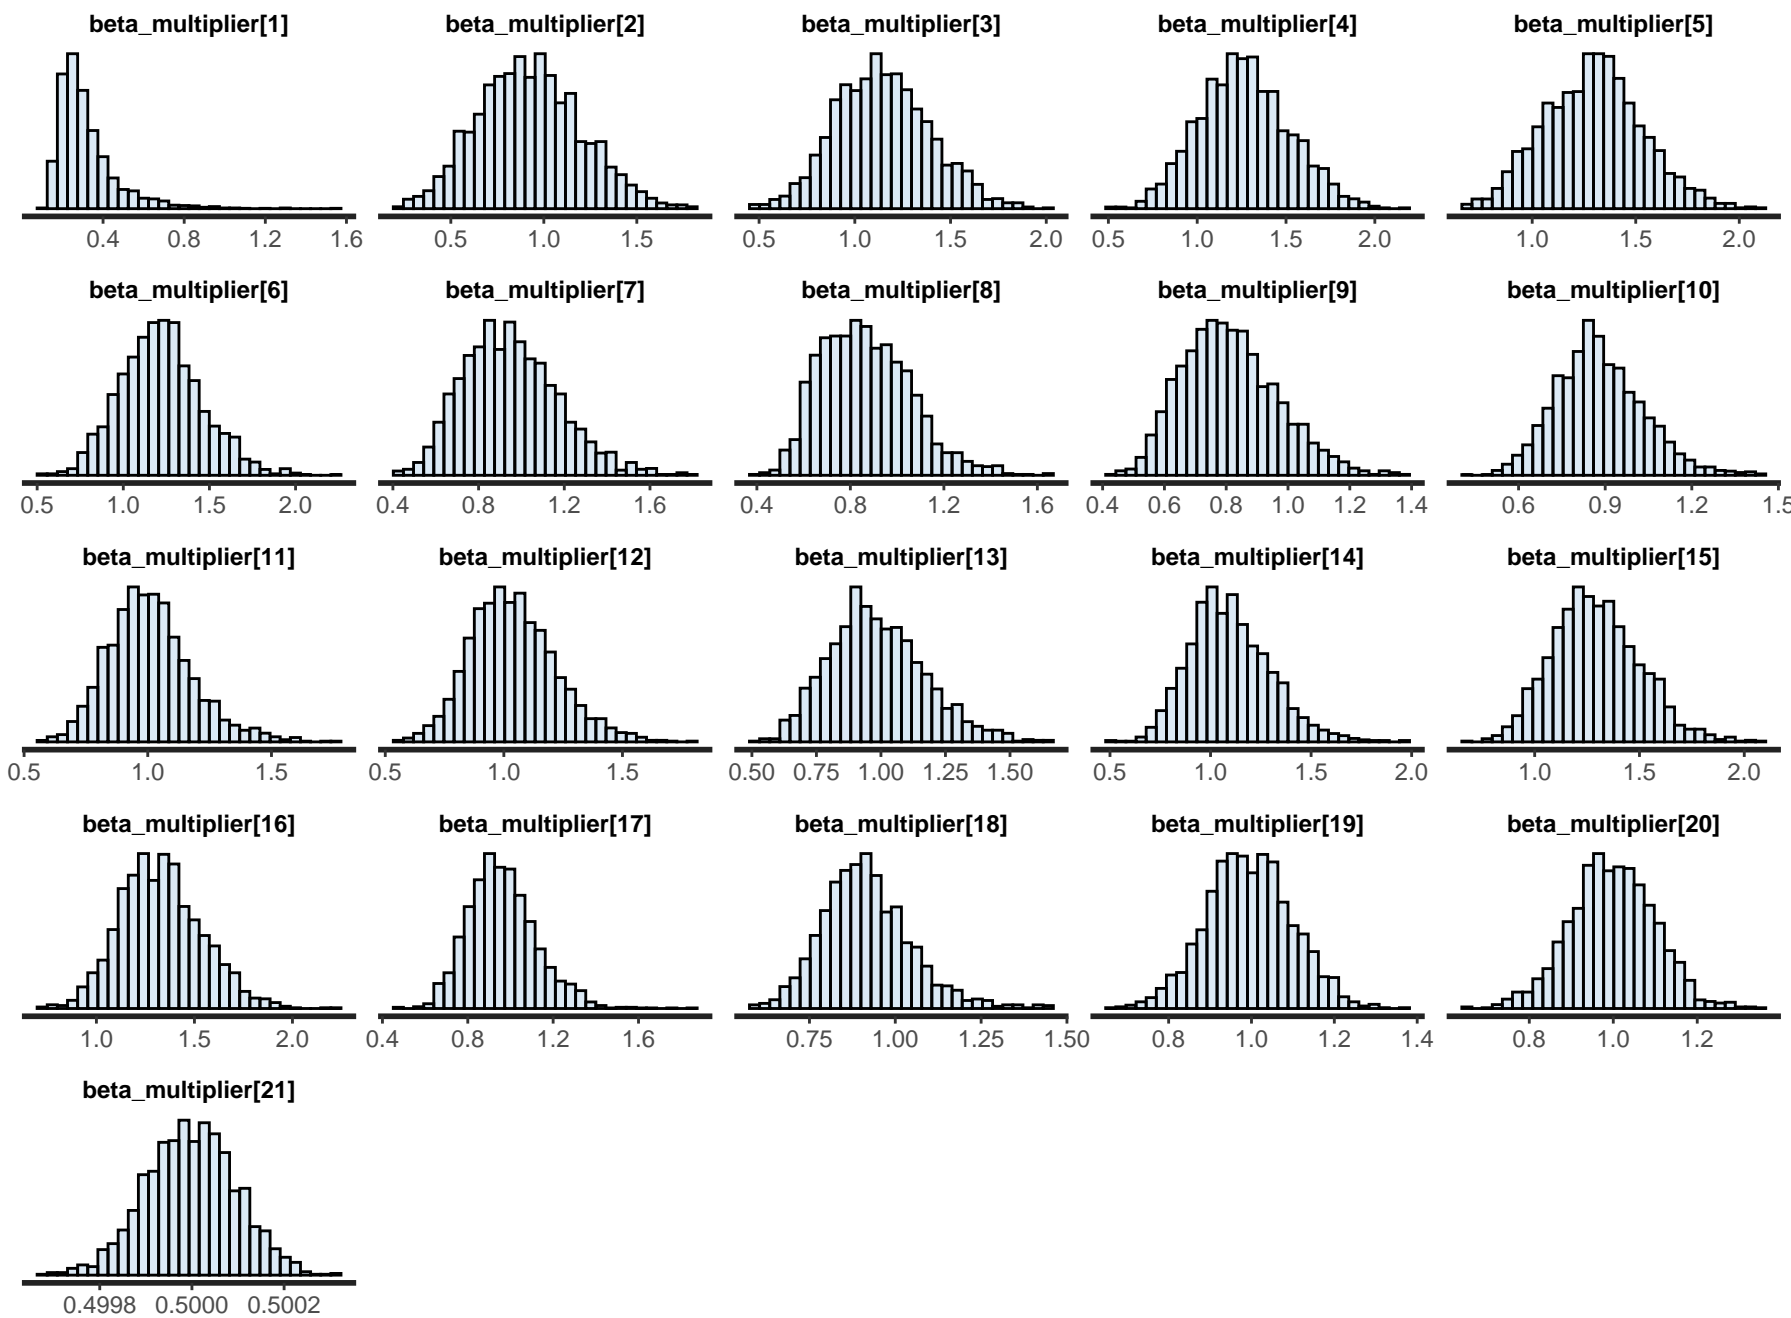 beta_multiplier[1] beta_multiplier[2] beta_multiplier[3] beta_multiplier[4] beta_multiplier[5]
0.4 0.8 1.2 1.6 0.5 1.0 1.5 0.5 1.0 1.5 2.0 0.5 1.0 1.5 2.0 1.0 1.5 2.0
beta_multiplier[6] beta_multiplier[7] beta_multiplier[8] beta_multiplier[9] beta_multiplier[10]
0.5 1.0 1.5 2.0 0.4 0.8 1.2 1.6 0.4 0.8 1.2 1.6 0.4 0.6 0.8 1.0 1.2 1.4 0.6 0.9 1.2 1.5
beta_multiplier[11] beta_multiplier[12] beta_multiplier[13] beta_multiplier[14] beta_multiplier[15]
0.5 1.0 1.5 0.5 1.0 1.5 0.50 0.75 1.00 1.25 1.50 0.5 1.0 1.5 2.0 1.0 1.5 2.0
beta_multiplier[16] beta_multiplier[17] beta_multiplier[18] beta_multiplier[19] beta_multiplier[20]
1.0 1.5 2.0 0.4 0.8 1.2 1.6 0.75 1.00 1.25 1.50 0.8 1.0 1.2 1.4 0.8 1.0 1.2
beta_multiplier[21]
0.4998 0.5000 0.5002